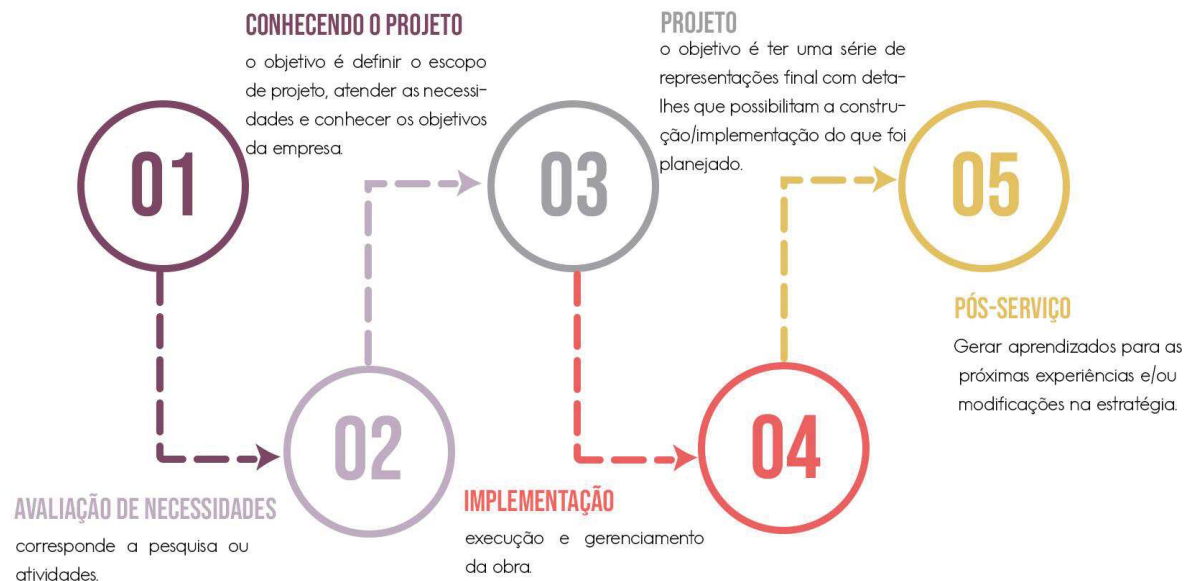 01
CONHECENDO O PROJETO
o objetivo é definir o escopo
de projeto, atender as necessi-
dades e conhecer os objetivos
da empresa.
02
AVALIAÇÃO DE NECESSIDADES
corresponde a pesquisa ou
atividades.
03
PROJETO
o objetivo é ter uma série de
representações final com deta-
lhes que possibilitam a constru-
ção/implementação do que foi
planejado.
04
IMPLEMENTAÇÃO
execução e gerenciamento
da obra.
05
PÓS-SERVIÇO
Gerar aprendizados para as
próximas experiências e/ou
modificações na estratégia.